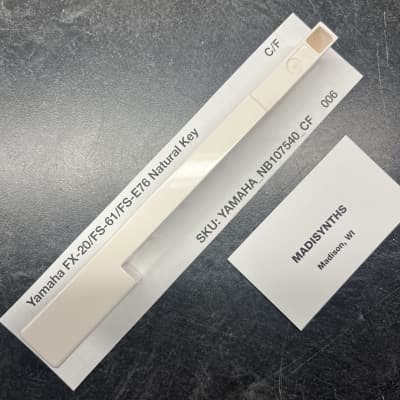 C/F
Yamaha FX-20/FS-61/FS-E76 Natural Key
SKU: YAMAHA_NB107540_CF
006
MADISYNTHS
Madison, WI